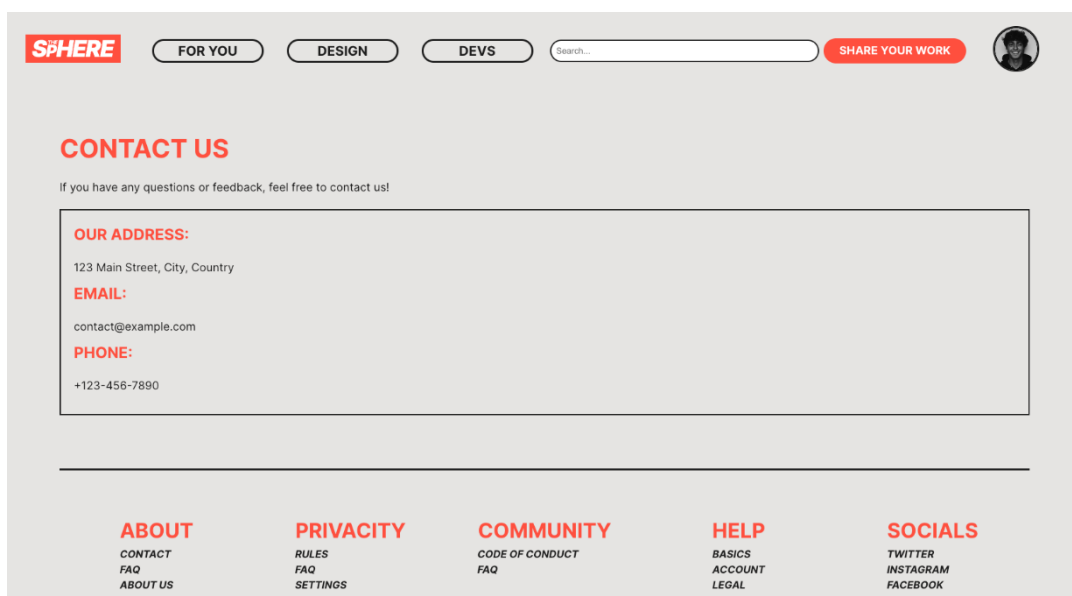 THE
SPHERE
FOR YOU
DESIGN
DEVS
Search...
SHARE YOUR WORK
CONTACT US
If you have any questions or feedback, feel free to contact us!
OUR ADDRESS:
123 Main Street, City, Country
EMAIL:
contact@example.com
PHONE:
+123-456-7890
ABOUT
CONTACT
FAQ
ABOUT US
PRIVACITY
RULES
FAQ
SETTINGS
COMMUNITY
CODE OF CONDUCT
FAQ
HELP
BASICS
ACCOUNT
LEGAL
SOCIALS
TWITTER
INSTAGRAM
FACEBOOK